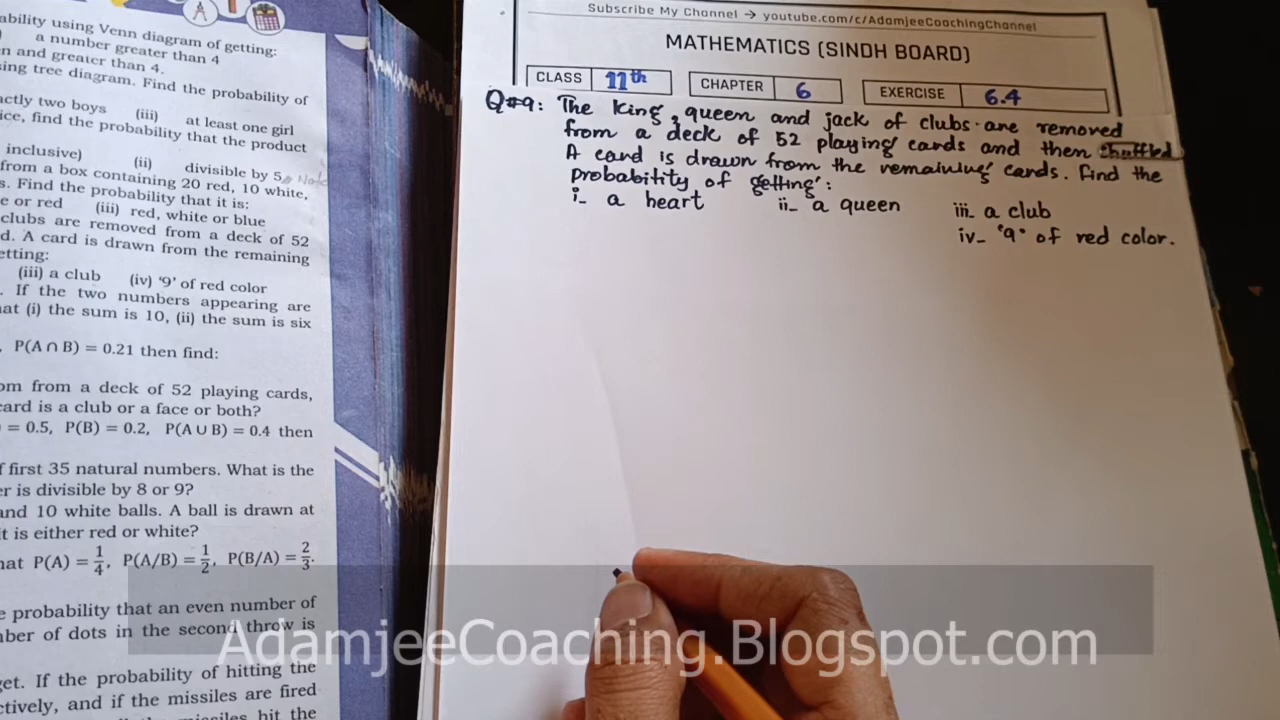 ability using Venn diagram of getting:
a number greater than 4
en and greater than 4.
sing tree diagram. Find the probability of
actly two boys (iii) at least one girl
ice, find the probability that the product
inclusive) (ii) divisible by 5
from a box containing 20 red, 10 white,
s. Find the probability that it is:
e or red (iii) red, white or blue
clubs are removed from a deck of 52
d. A card is drawn from the remaining
etting:
(iii) a club (iv) '9' of red color
. If the two numbers appearing are
at (i) the sum is 10, (ii) the sum is six
, P(A∩B) = 0.21 then find:
om from a deck of 52 playing cards,
card is a club or a face or both?
= 0.5, P(B) = 0.2, P(A∪B) = 0.4 then
f first 35 natural numbers. What is the
er is divisible by 8 or 9?
and 10 white balls. A ball is drawn at
it is either red or white?
hat P(A) = 1/4, P(A/B) = 1/2, P(B/A) = 2/3.
e probability that an even number of
mber of dots in the second throw is
get. If the probability of hitting the
ctively, and if the missiles are fired
hit the
Subscribe My Channel → youtube.com/c/AdamjeeCoachingChannel
MATHEMATICS (SINDH BOARD)
CLASS 11th CHAPTER 6 EXERCISE 6.4
Q#9: The king, queen and jack of clubs are removed
from a deck of 52 playing cards and then shuffled
A card is drawn from the remaining cards. Find the
probability of getting:
i- a heart ii- a queen iii- a club
iv- '9' of red color.
AdamjeeCoaching.Blogspot.com